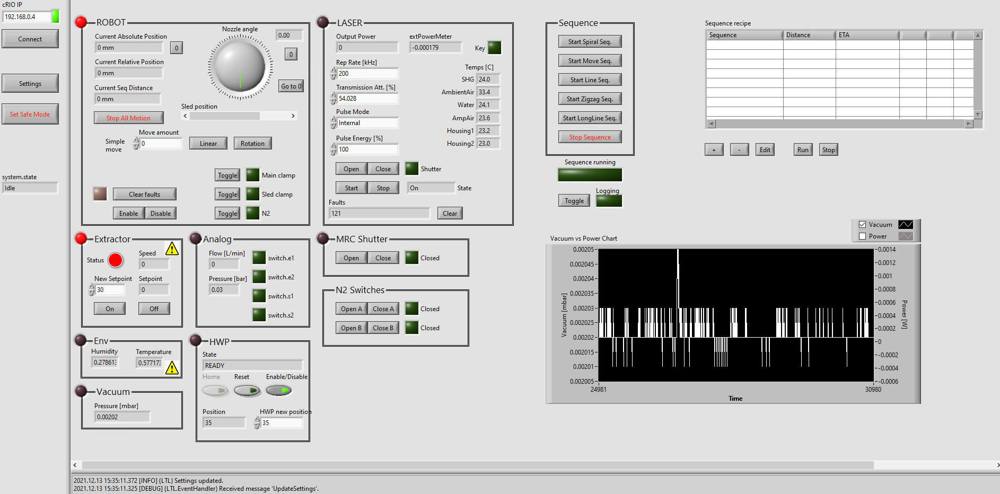 cRIO IP
192.168.0.4
Connect
Settings
Set Safe Mode
system.state
Idle
ROBOT
Current Absolute Position
0 mm
0
Current Relative Position
0 mm
Current Seq Distance
0 mm
Stop All Motion
Nozzle angle
0.00
0
Go to 0
Sled position
Move amount
Simple
move
0
Linear
Rotation
Toggle
Main clamp
Clear faults
Toggle
Sled clamp
Enable
Disable
Toggle
N2
LASER
Output Power
0
extPowerMeter
-0.000179
Key
Rep Rate [kHz]
200
Transmission Att. [%]
54.028
Pulse Mode
Internal
Pulse Energy [%]
100
Temps [C]
SHG 24.0
AmbientAir 33.4
Water 24.1
AmpAir 23.6
Housing1 23.2
Housing2 23.0
Open
Close
Shutter
Start
Stop
On
State
Faults
121
Clear
Sequence
Start Spiral Seq.
Start Move Seq.
Start Line Seq.
Start Zigzag Seq.
Start LongLine Seq.
Stop Sequence
Sequence running
Logging
Toggle
Sequence recipe
Sequence
Distance
ETA
+
-
Edit
Run
Stop
Extractor
Status
Speed
0
New Setpoint
30
Setpoint
0
On
Off
Analog
Flow [L/min]
0
Pressure [bar]
0.03
switch.e1
switch.e2
switch.s1
switch.s2
MRC Shutter
Open
Close
Closed
N2 Switches
Open A
Close A
Closed
Open B
Close B
Closed
Env
Humidity
0.27861
Temperature
0.57717
Vacuum
Pressure [mbar]
0.00202
HWP
State
READY
Home
Reset
Enable/Disable
Position
35
HWP new position
35
Vacuum
Power
Vacuum vs Power Chart
Vacuum [mbar]
0.00205
0.002045
0.00204
0.002035
0.00203
0.002025
0.00202
0.002015
0.00201
0.002005
0.0014
0.0012
0.001
0.0008
0.0006
0.0004
0.0002
0
-0.0002
-0.0004
-0.0006
Power [W]
24981
30980
Time
2021.12.13 15:35:11.372 [INFO] {LTL} Settings updated.
2021.12.13 15:35:11.325 [DEBUG] {LTL.EventHandler} Received message 'UpdateSettings'.